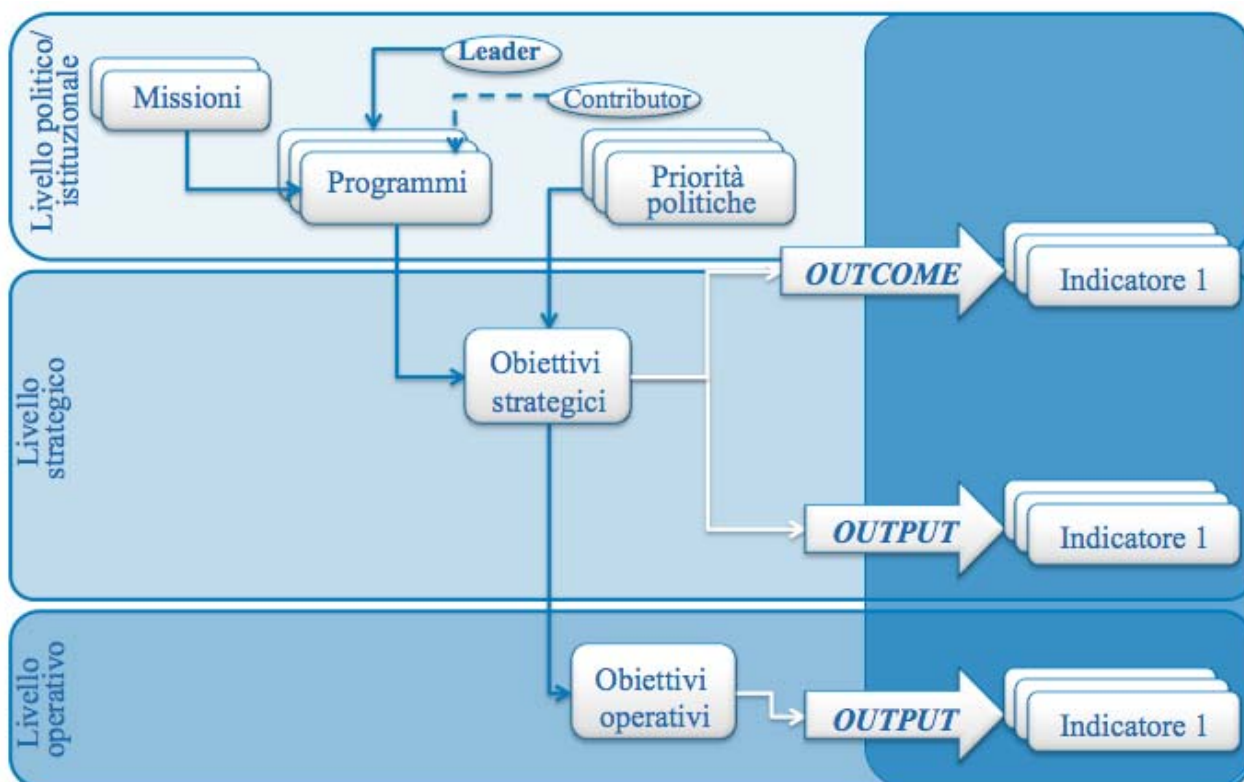 Livello politico/
istituzionale
Missioni
Leader
Contributor
Programmi
Priorità
politiche
OUTCOME
Indicatore 1
Livello
strategico
Obiettivi
strategici
OUTPUT
Indicatore 1
Livello
operativo
Obiettivi
operativi
OUTPUT
Indicatore 1